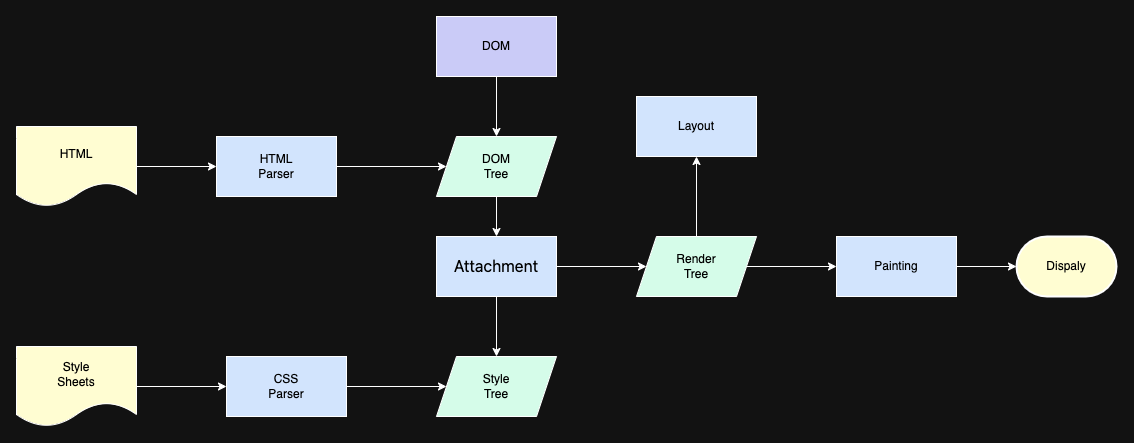 DOM
Layout
HTML
HTML
Parser
DOM
Tree
Attachment
Render
Tree
Painting
Dispaly
Style
Sheets
CSS
Parser
Style
Tree